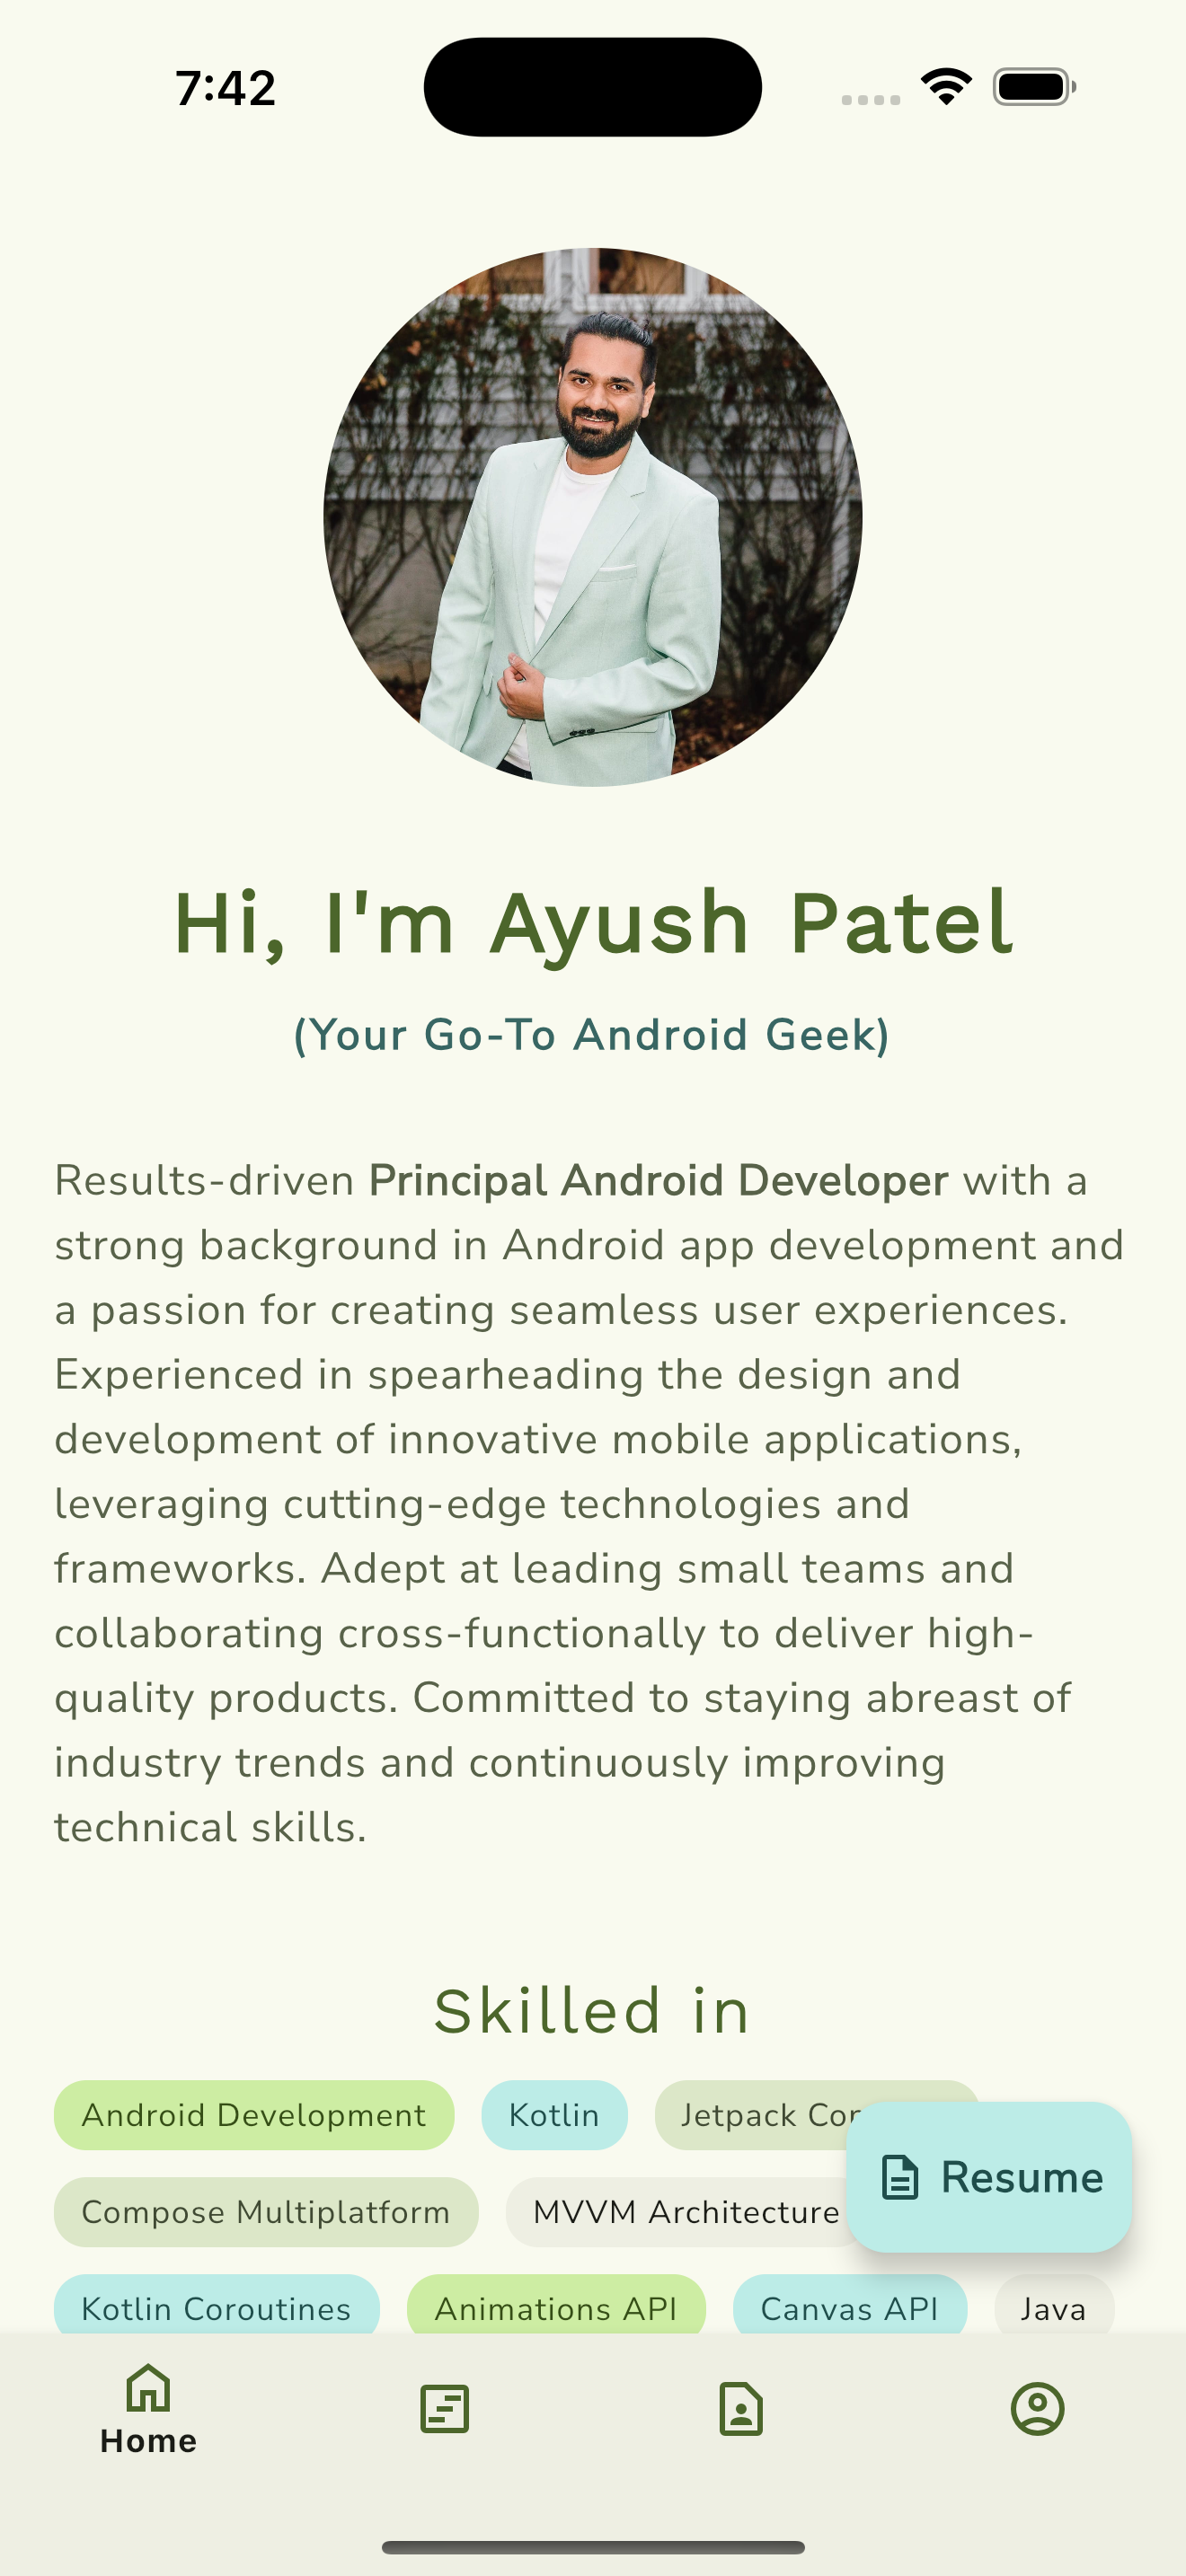 7:42
Hi, I'm Ayush Patel
(Your Go-To Android Geek)
Results-driven Principal Android Developer with a
strong background in Android app development and
a passion for creating seamless user experiences.
Experienced in spearheading the design and
development of innovative mobile applications,
leveraging cutting-edge technologies and
frameworks. Adept at leading small teams and
collaborating cross-functionally to deliver high-
quality products. Committed to staying abreast of
industry trends and continuously improving
technical skills.
Skilled in
Android Development Kotlin Jetpack
Resume
Compose Multiplatform MVVM Architecture
Kotlin Coroutines Animations API Canvas API Java
Home